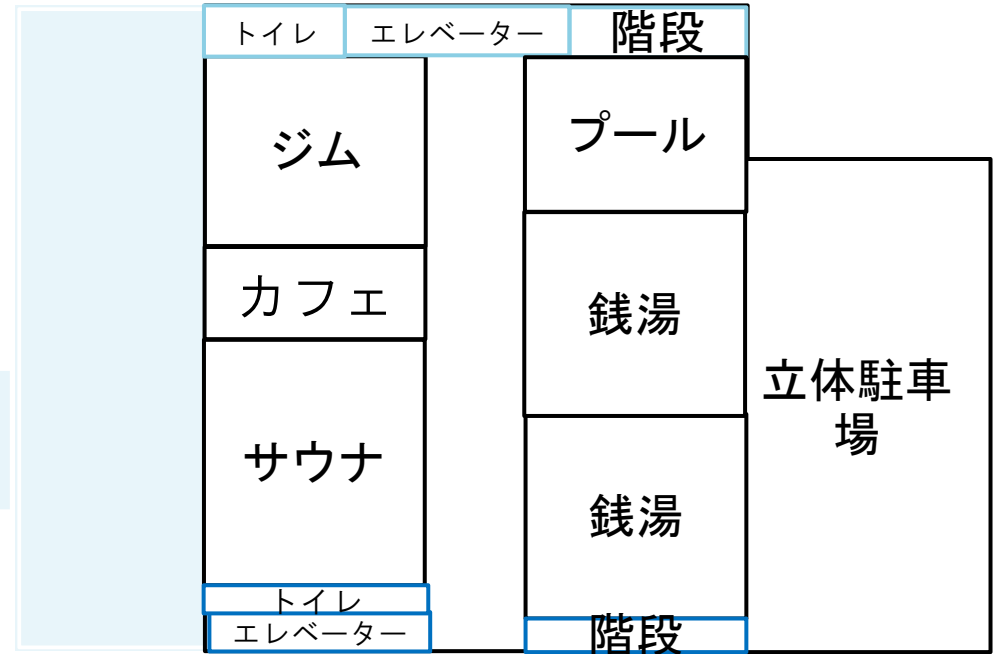 トイレ
エレベーター
階段
ジム
プール
カフェ
銭湯
立体駐車
場
サウナ
銭湯
トイレ
エレベーター
階段